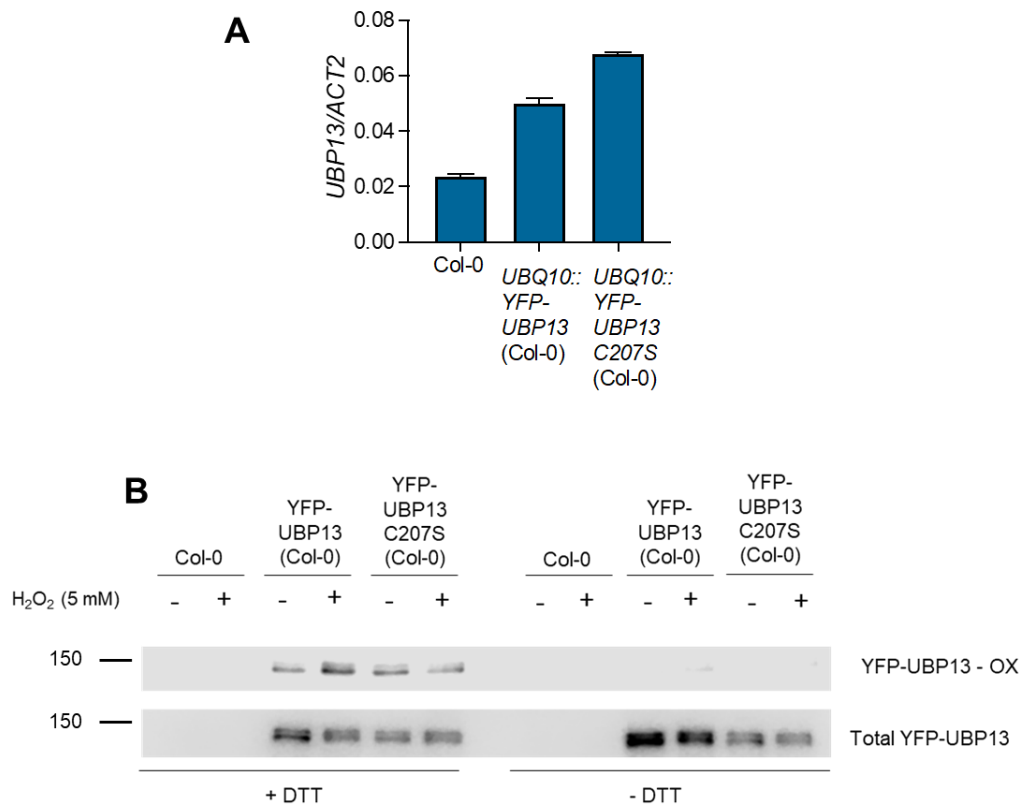 A
UBP13/ACT2
0.08
0.06
0.04
0.02
0.00
Col-0
UBQ10::
YFP-
UBP13
(Col-0)
UBQ10::
YFP-
UBP13
C207S
(Col-0)
B
Col-0
YFP-
UBP13
(Col-0)
YFP-
UBP13
C207S
(Col-0)
Col-0
YFP-
UBP13
(Col-0)
YFP-
UBP13
C207S
(Col-0)
H₂O₂ (5 mM) - + - + - + - + - + - +
150
YFP-UBP13 - OX
150
Total YFP-UBP13
+ DTT
- DTT